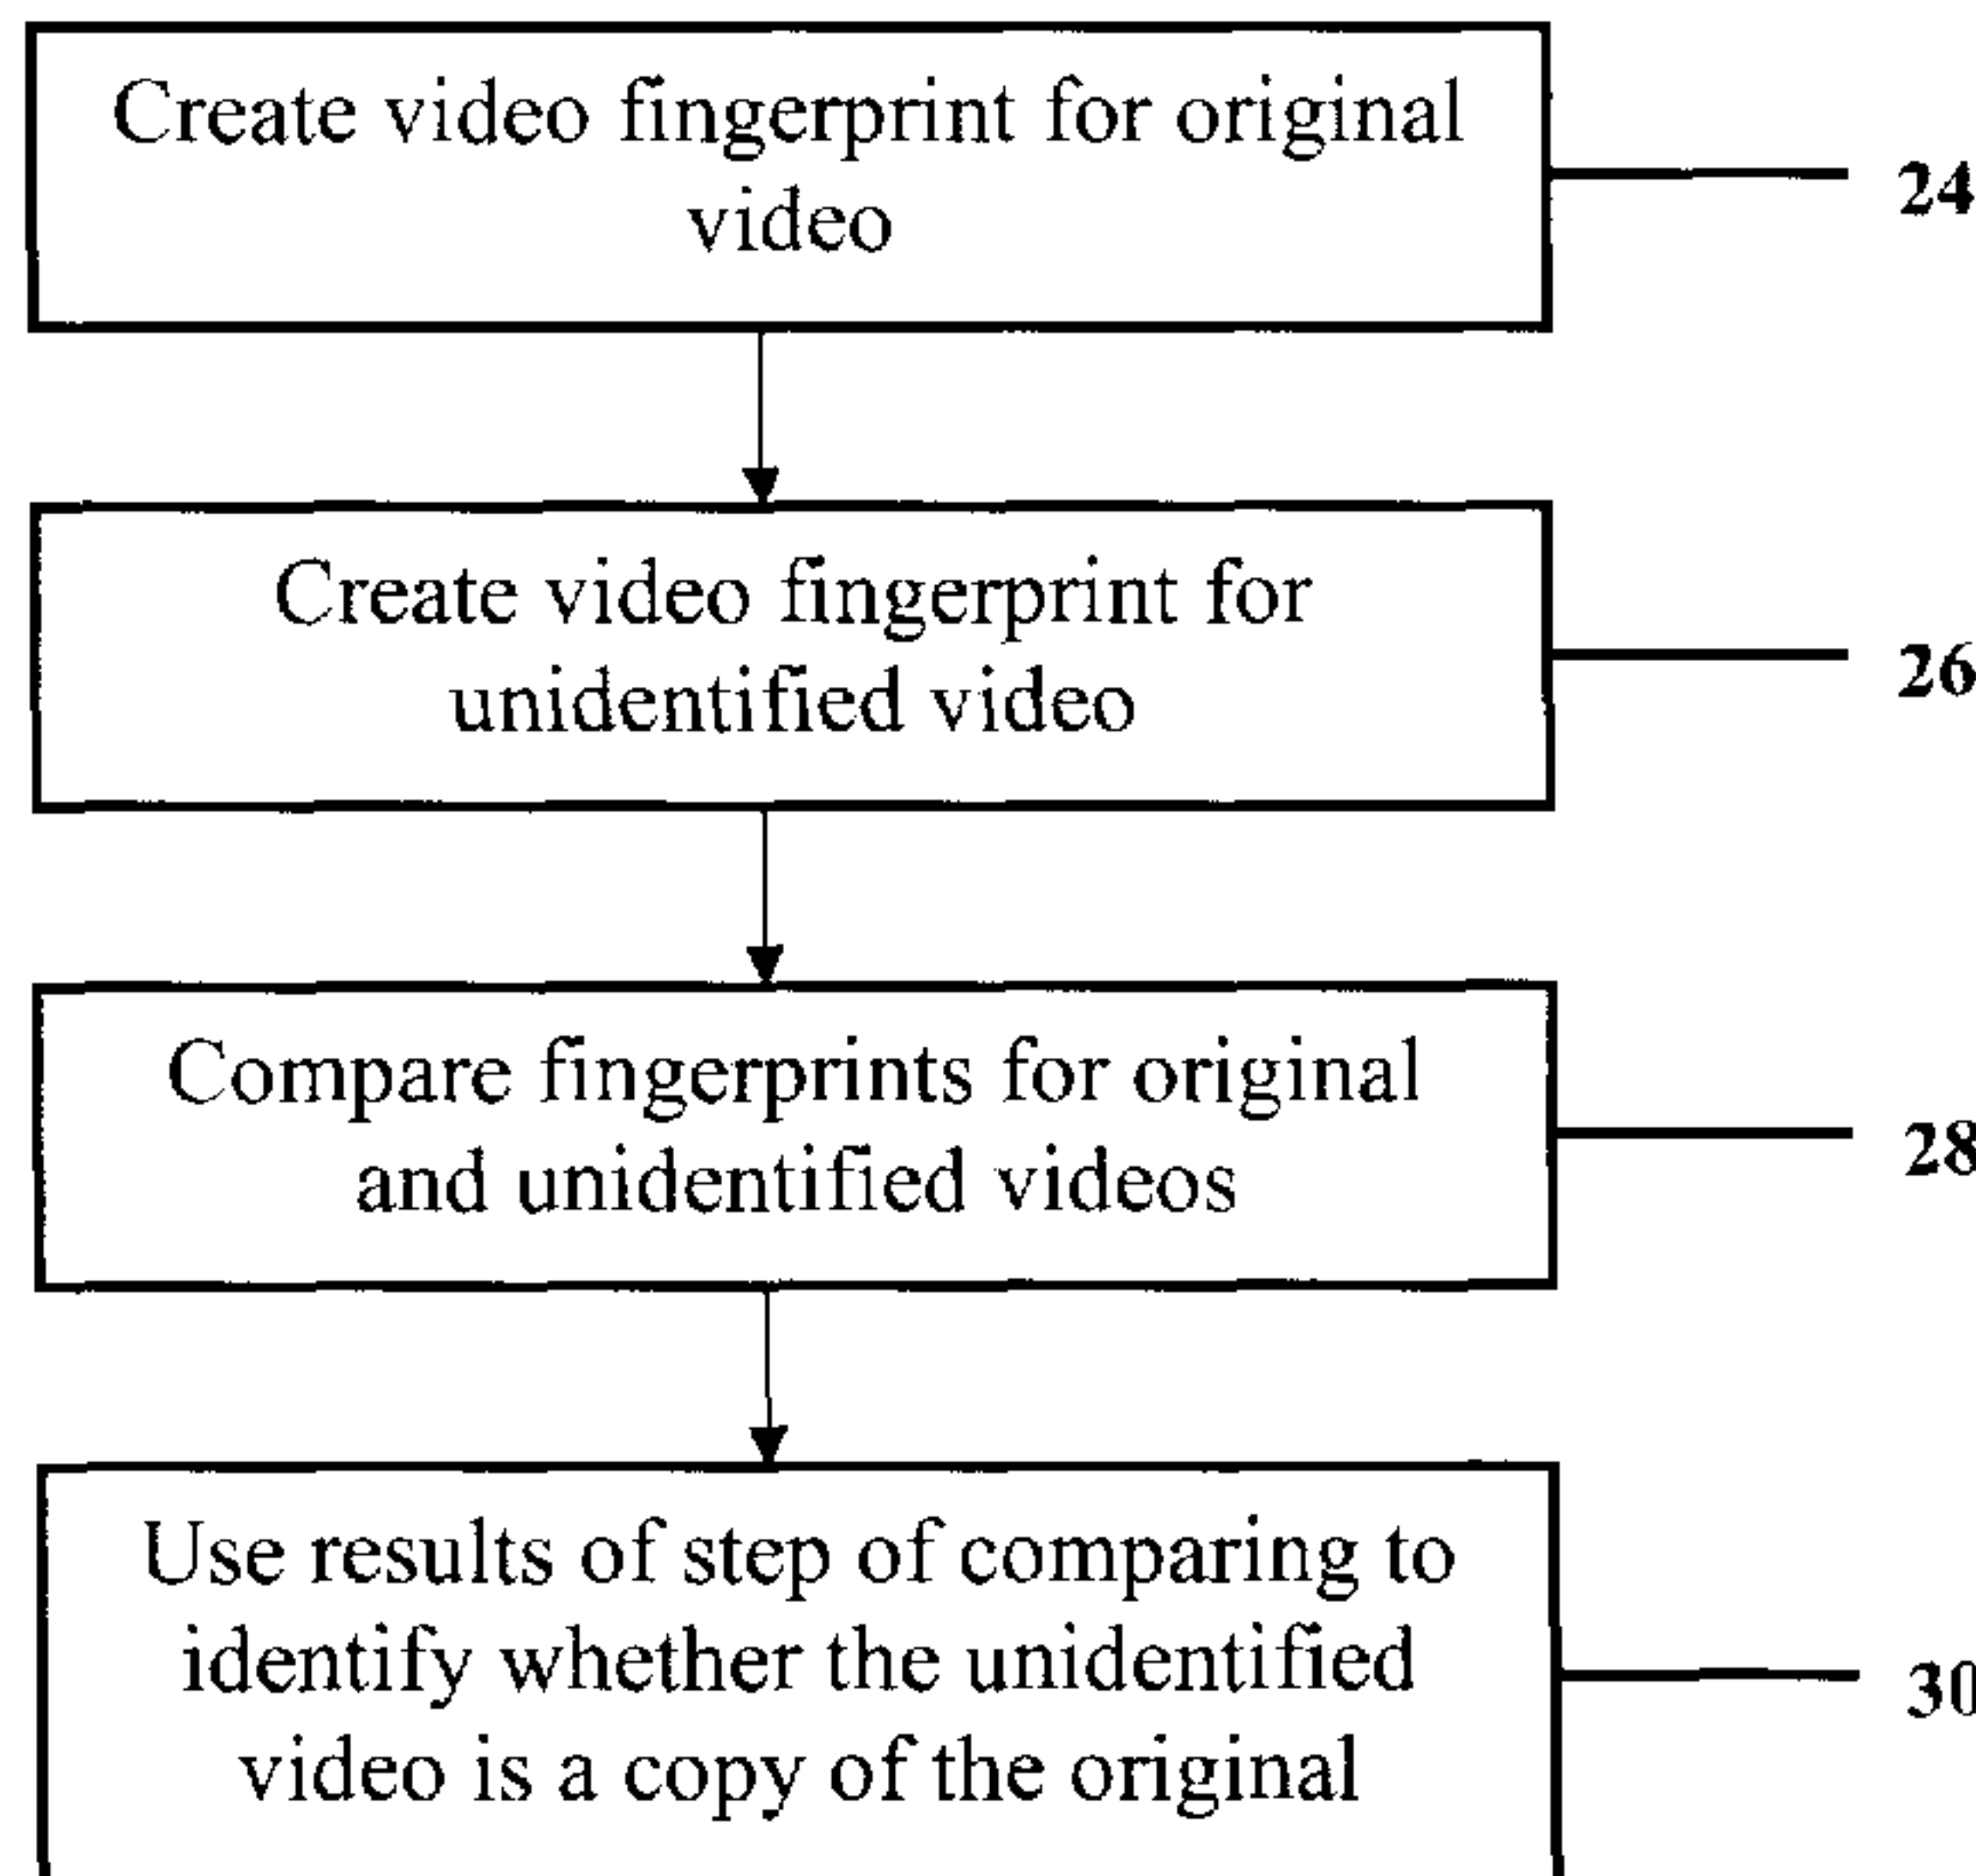 Create video fingerprint for original
video
24
Create video fingerprint for
unidentified video
26
Compare fingerprints for original
and unidentified videos
28
Use results of step of comparing to
identify whether the unidentified
video is a copy of the original
30